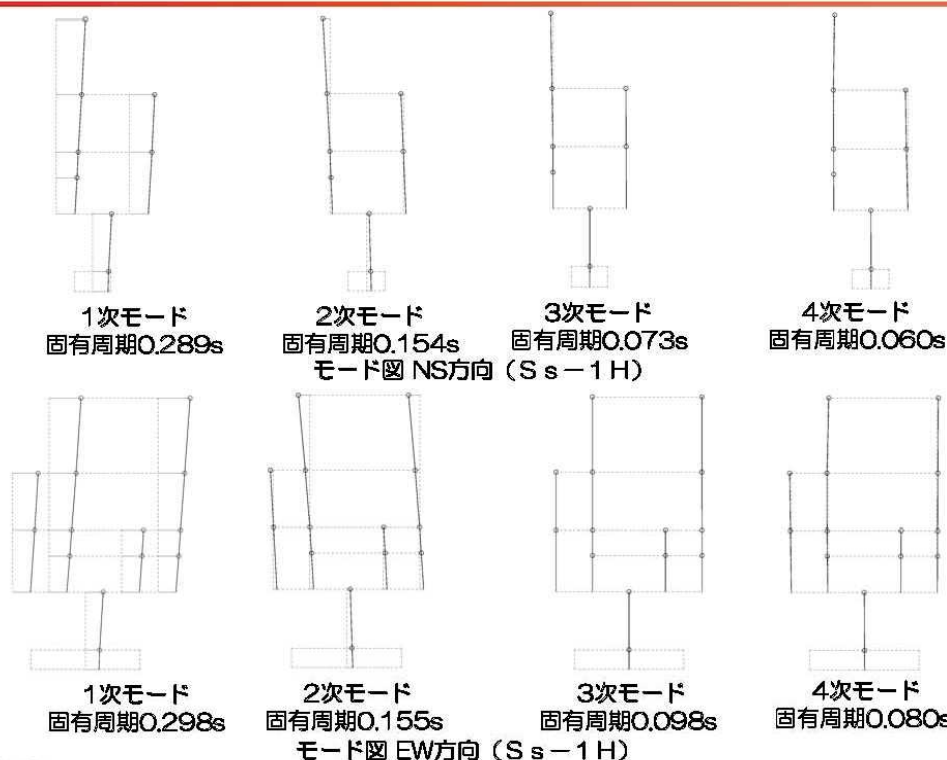 1次モード 2次モード 3次モード 4次モード
固有周期0.289s 固有周期0.154s 固有周期0.073s 固有周期0.060s
モード図 NS方向（Ｓｓ－１Ｈ）
1次モード 2次モード 3次モード 4次モード
固有周期0.298s 固有周期0.155s 固有周期0.098s 固有周期0.080s
モード図 EW方向（Ｓｓ－１Ｈ）